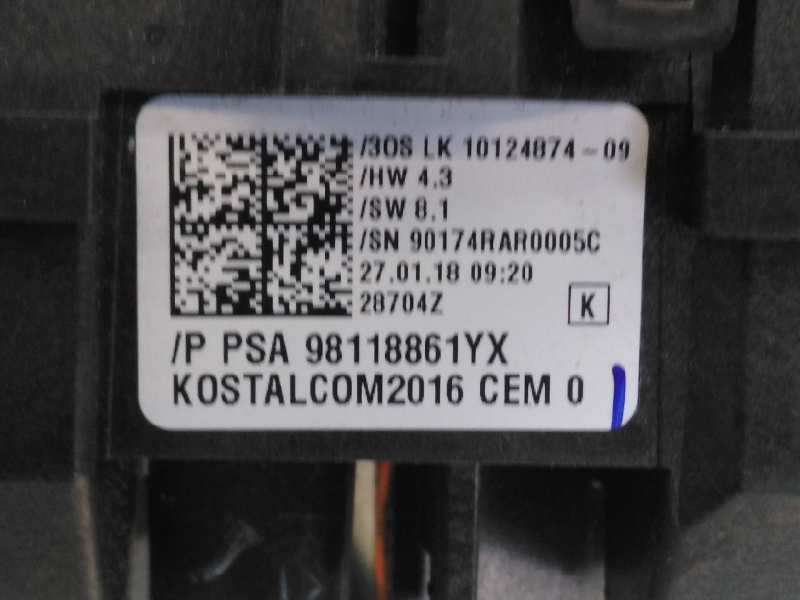 /3OS LK 10124874-09
/HW 4.3
/SW 8.1
/SN 90174RAR0005C
27.01.18 09:20
28704Z
K
/P PSA 98118861YX
KOSTALCOM2016 CEM 0